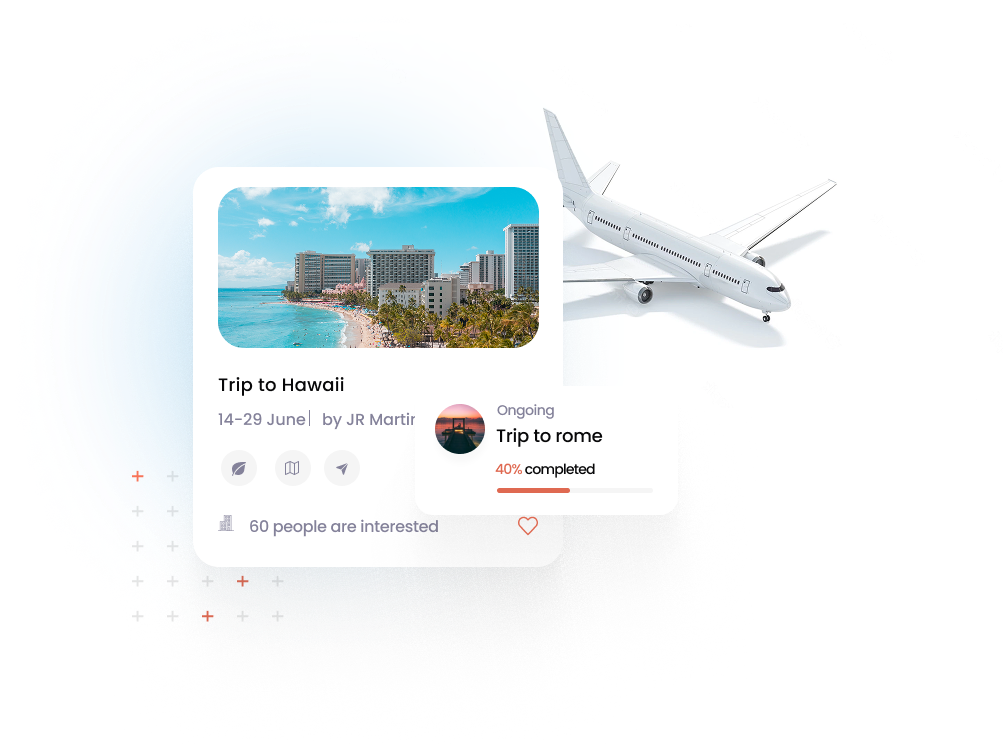 Trip to Hawaii
14-29 June| by JR Martin
Ongoing
Trip to rome
40% completed
60 people are interested